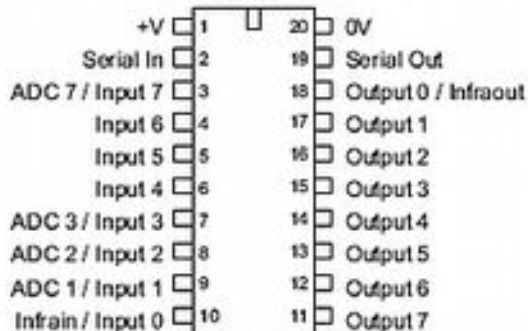 +V 1 20 0V
Serial In 2 19 Serial Out
ADC 7 / Input 7 3 18 Output 0 / Infraout
Input 6 4 17 Output 1
Input 5 5 16 Output 2
Input 4 6 15 Output 3
ADC 3 / Input 3 7 14 Output 4
ADC 2 / Input 2 8 13 Output 5
ADC 1 / Input 1 9 12 Output 6
Infrain / Input 0 10 11 Output 7